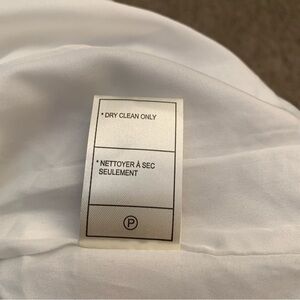 * DRY CLEAN ONLY
* NETTOYER À SEC
SEULEMENT
P